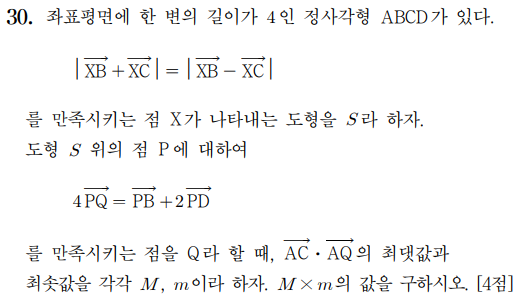 30. 좌표평면에 한 변의 길이가 4인 정사각형 ABCD가 있다.
|\overrightarrow{XB} + \overrightarrow{XC}| = |\overrightarrow{XB} - \overrightarrow{XC}|
를 만족시키는 점 X가 나타내는 도형을 S라 하자.
도형 S 위의 점 P에 대하여
4\overrightarrow{PQ} = \overrightarrow{PB} + 2\overrightarrow{PD}
를 만족시키는 점을 Q라 할 때, \overrightarrow{AC} · \overrightarrow{AQ}의 최댓값과
최솟값을 각각 M, m이라 하자. M×m의 값을 구하시오. [4점]